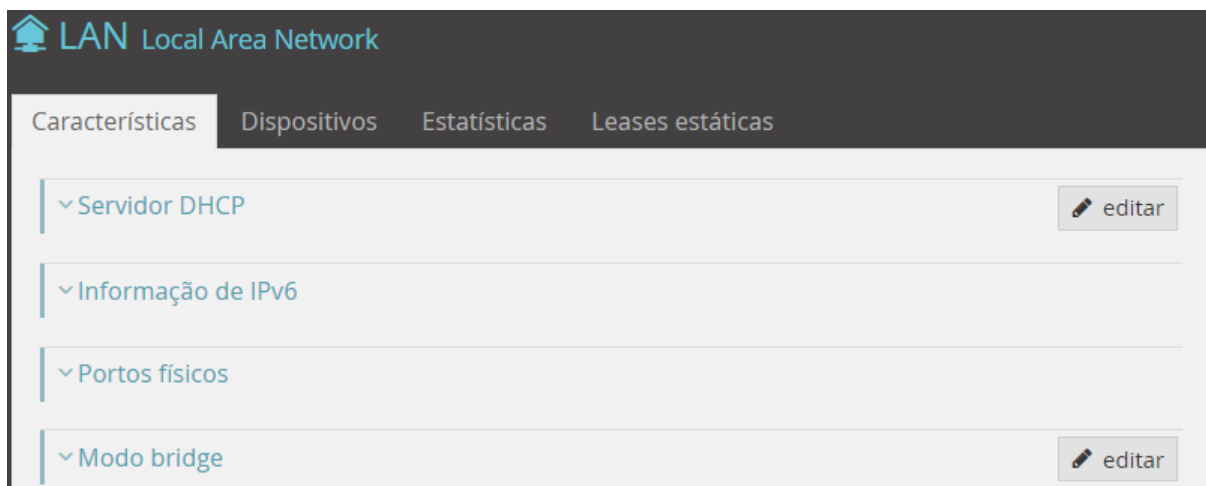 LAN Local Area Network
Características Dispositivos Estatísticas Leases estáticas
Servidor DHCP editar
Informação de IPv6
Portos físicos
Modo bridge editar